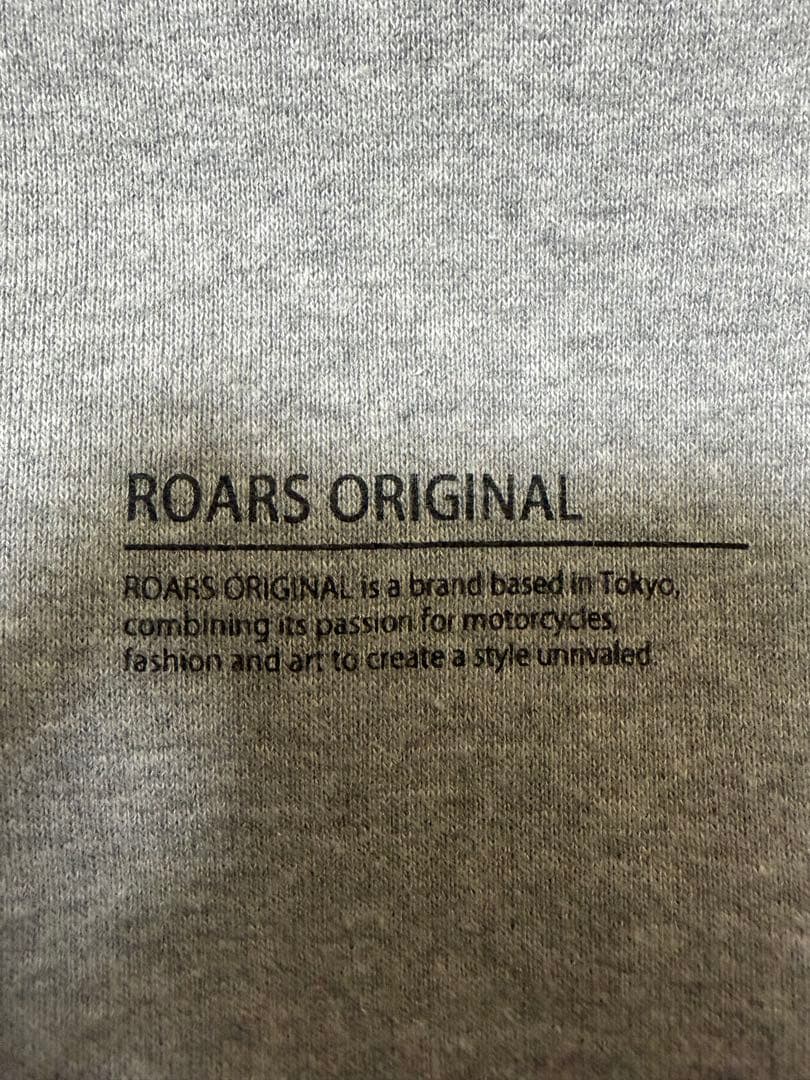 ROARS ORIGINAL
ROARS ORIGINAL is a brand based in Tokyo,
combining its passion for motorcycles,
fashion and art to create a style unrivaled.